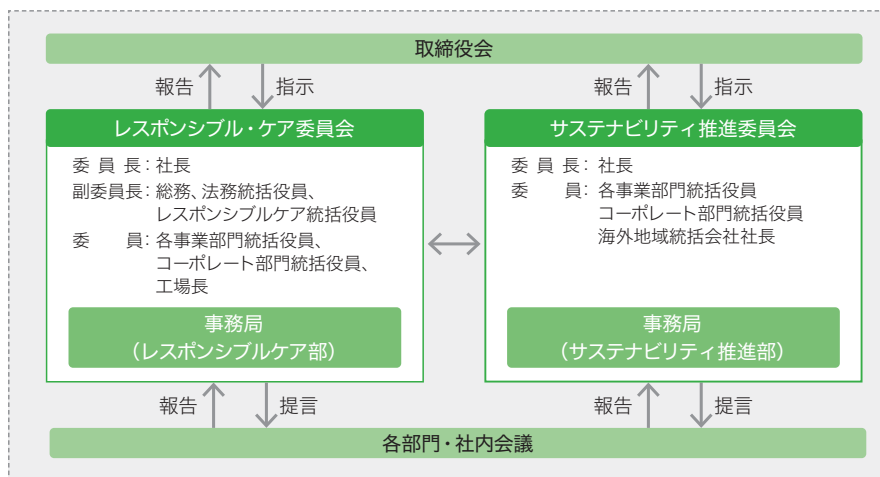 取締役会
報告
指示
報告
指示
レスポンシブル・ケア委員会
委員長：社長
副委員長：総務、法務統括役員、
レスポンシブルケア統括役員
委員：各事業部門統括役員、
コーポレート部門統括役員、
工場長
事務局
（レスポンシブルケア部）
サステナビリティ推進委員会
委員長：社長
委員：各事業部門統括役員
コーポレート部門統括役員
海外地域統括会社社長
事務局
（サステナビリティ推進部）
報告
提言
報告
提言
各部門・社内会議